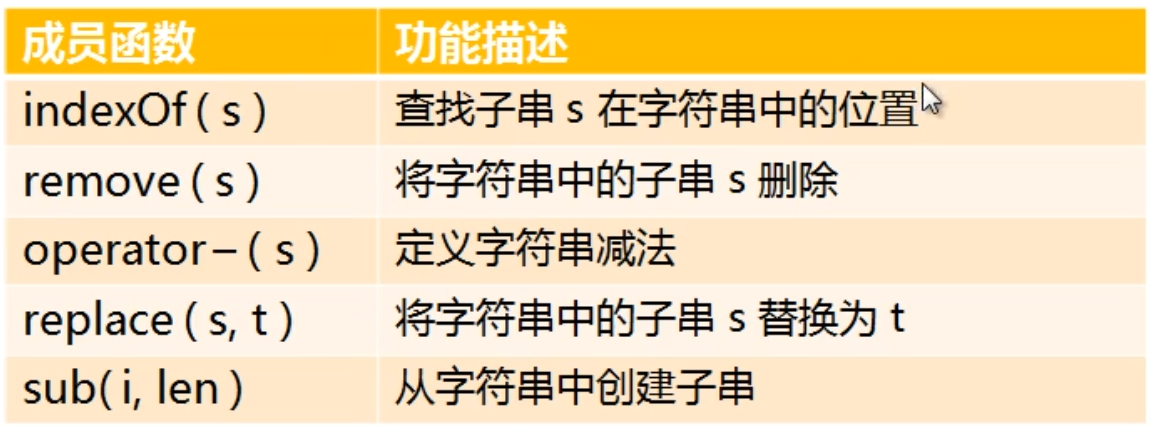 成员函数 功能描述
indexOf ( s ) 查找子串 s 在字符串中的位置
remove ( s ) 将字符串中的子串 s 删除
operator – ( s ) 定义字符串减法
replace ( s, t ) 将字符串中的子串 s 替换为 t
sub( i, len ) 从字符串中创建子串